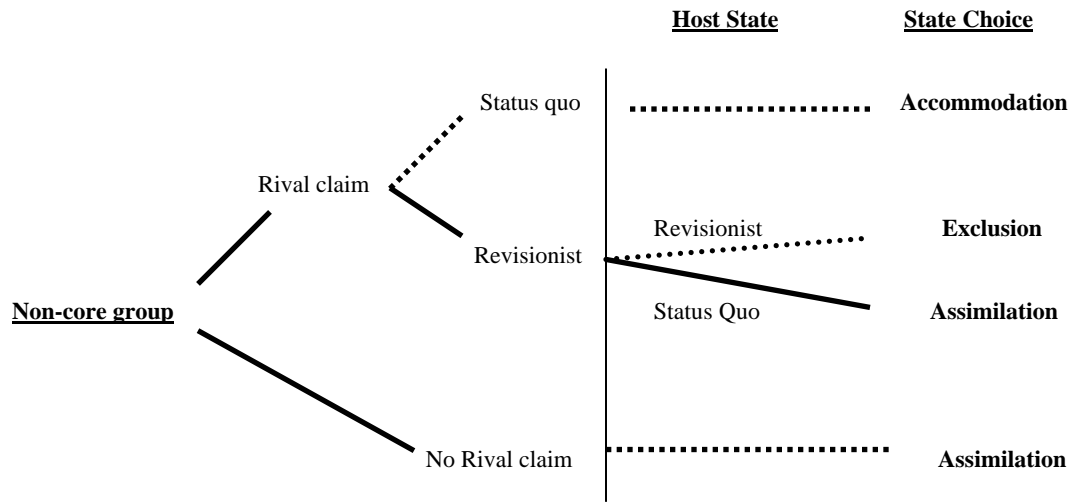 Host State
State Choice
Status quo
Accommodation
Rival claim
Revisionist
Exclusion
Revisionist
Non-core group
Status Quo
Assimilation
No Rival claim
Assimilation